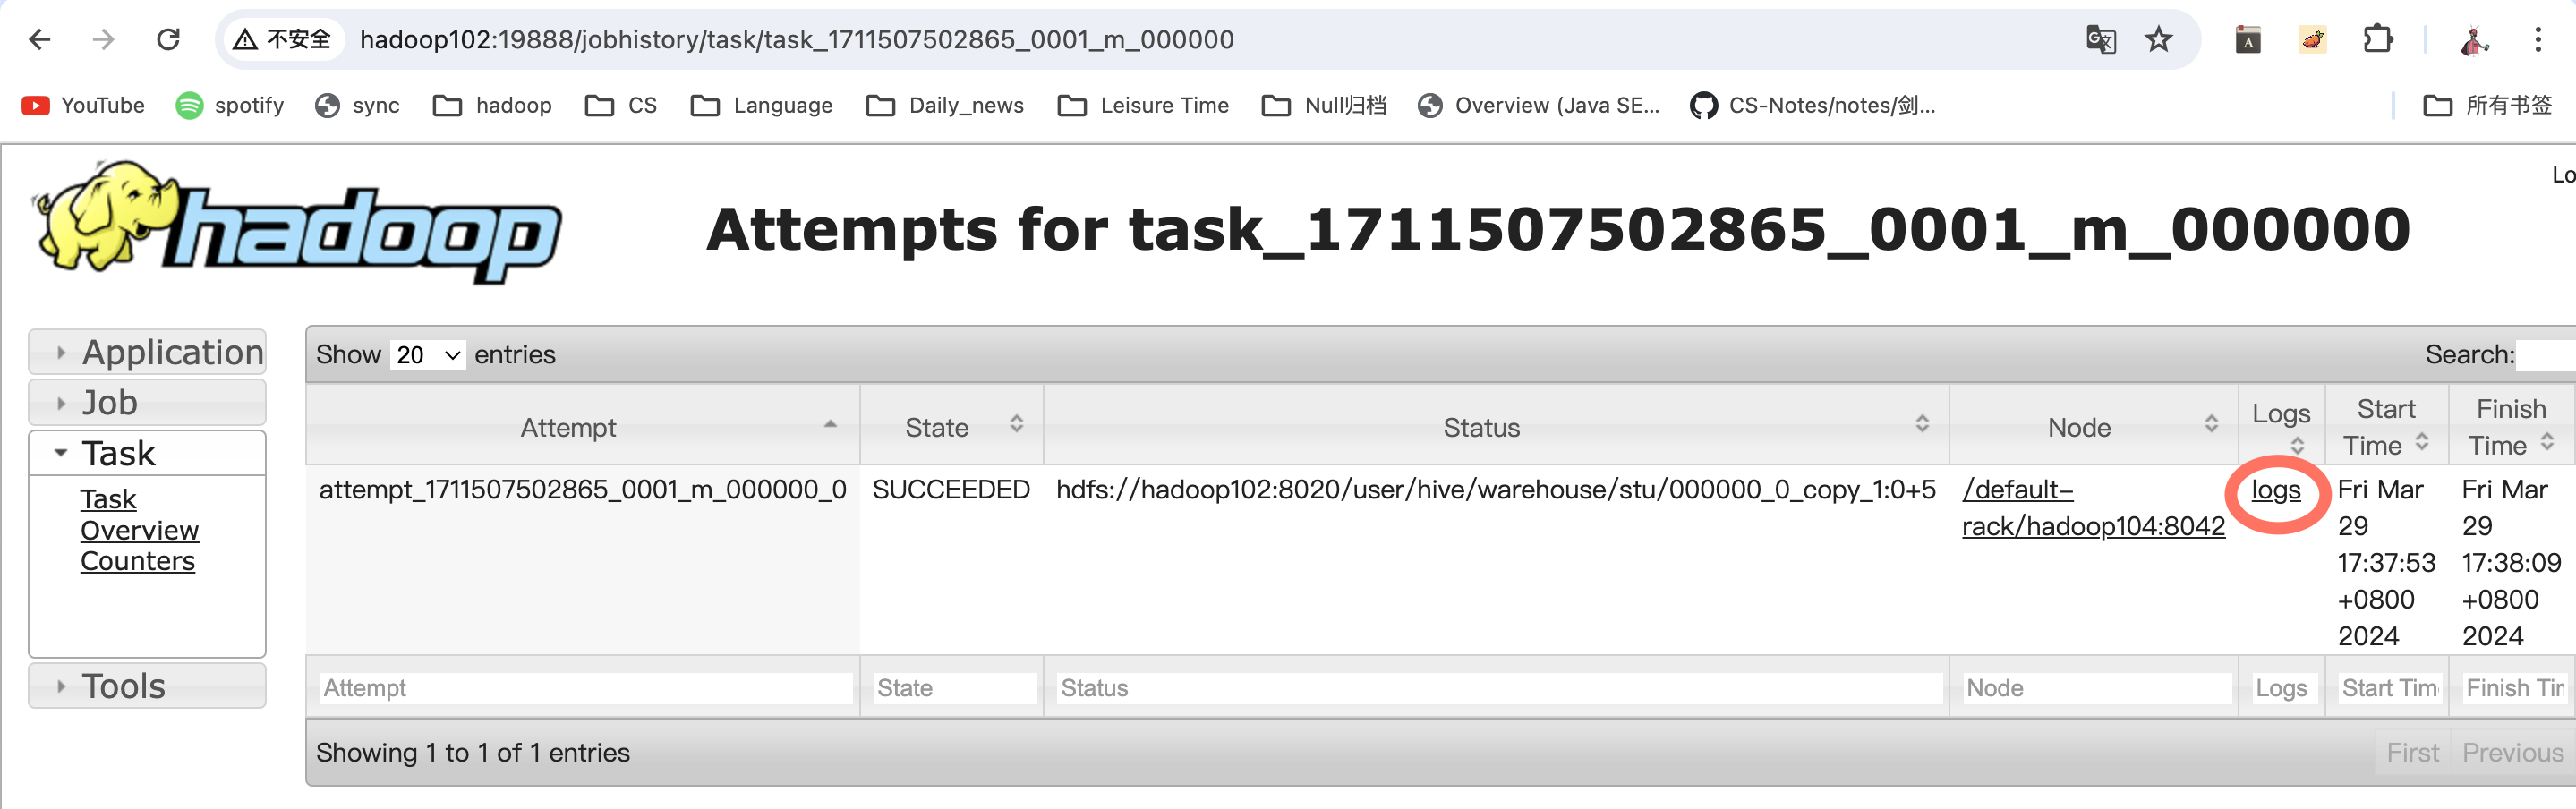 不安全 hadoop102:19888/jobhistory/task/task_1711507502865_0001_m_000000
YouTube spotify sync hadoop CS Language Daily_news Leisure Time Null归档 Overview (Java SE... CS-Notes/notes/剑... 所有书签
Lo
hadoop
Attempts for task_1711507502865_0001_m_000000
Application
Job
Task
Task
Overview
Counters
Tools
Show 20 entries
Search:
Attempt State Status Node Logs Start Time Finish Time
attempt_1711507502865_0001_m_000000_0 SUCCEEDED hdfs://hadoop102:8020/user/hive/warehouse/stu/000000_0_copy_1:0+5 /default-rack/hadoop104:8042 logs Fri Mar 29 17:37:53 +0800 2024 Fri Mar 29 17:38:09 +0800 2024
Attempt State Status Node Logs Start Tim Finish Tir
Showing 1 to 1 of 1 entries
First Previous